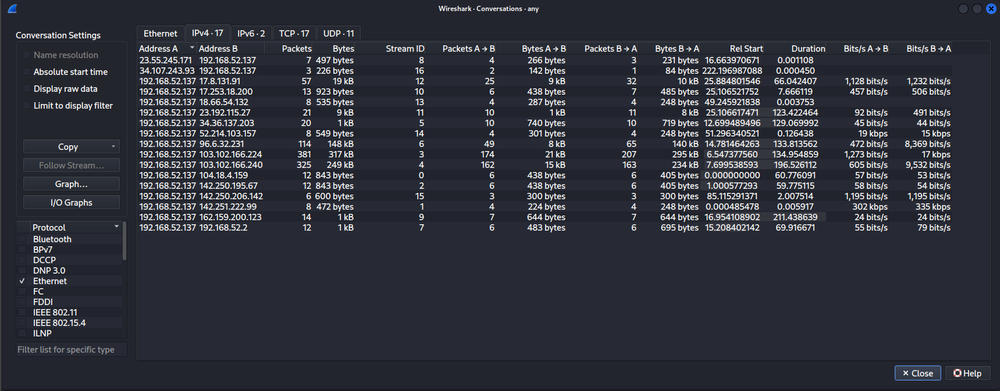 Wireshark · Conversations · any
Conversation Settings
Name resolution
Absolute start time
Display raw data
Limit to display filter
Copy
Follow Stream…
Graph…
I/O Graphs
Protocol
Bluetooth
BPv7
DCCP
DNP 3.0
Ethernet
FC
FDDI
IEEE 802.11
IEEE 802.15.4
ILNP
Filter list for specific type
Ethernet IPv4 · 17 IPv6 · 2 TCP · 17 UDP · 11
Address A Address B Packets Bytes Stream ID Packets A → B Bytes A → B Packets B → A Bytes B → A Rel Start Duration Bits/s A → B Bits/s B → A
23.55.245.171 192.168.52.137 7 497 bytes 8 4 266 bytes 3 231 bytes 16.663970671 0.001108
34.107.243.93 192.168.52.137 3 226 bytes 16 2 142 bytes 1 84 bytes 222.196987088 0.000450
192.168.52.137 17.8.131.91 57 19 kB 12 25 9 kB 32 10 kB 25.884801546 66.042407 1,128 bits/s 1,232 bits/s
192.168.52.137 17.253.18.200 13 923 bytes 10 6 438 bytes 7 485 bytes 25.106521752 7.666119 457 bits/s 506 bits/s
192.168.52.137 18.66.54.132 8 535 bytes 13 4 287 bytes 4 248 bytes 49.245921838 0.003753
192.168.52.137 23.192.115.27 21 9 kB 11 10 1 kB 11 8 kB 25.106617471 123.422464 92 bits/s 491 bits/s
192.168.52.137 34.36.137.203 20 1 kB 5 10 740 bytes 10 719 bytes 12.699489496 129.069992 45 bits/s 44 bits/s
192.168.52.137 52.214.103.157 8 549 bytes 14 4 301 bytes 4 248 bytes 51.296340521 0.126438 19 kbps 15 kbps
192.168.52.137 96.6.32.231 114 148 kB 6 49 8 kB 65 140 kB 14.781464263 133.813562 472 bits/s 8,369 bits/s
192.168.52.137 103.102.166.224 381 317 kB 3 174 21 kB 207 295 kB 6.547377560 134.954859 1,273 bits/s 17 kbps
192.168.52.137 103.102.166.240 325 249 kB 4 162 15 kB 163 234 kB 7.699538593 196.526112 605 bits/s 9,532 bits/s
192.168.52.137 104.18.4.159 12 843 bytes 0 6 438 bytes 6 405 bytes 0.000000000 60.776091 57 bits/s 53 bits/s
192.168.52.137 142.250.195.67 12 843 bytes 2 6 438 bytes 6 405 bytes 1.000577293 59.775115 58 bits/s 54 bits/s
192.168.52.137 142.250.206.142 6 600 bytes 15 3 300 bytes 3 300 bytes 85.115291371 2.007514 1,195 bits/s 1,195 bits/s
192.168.52.137 142.251.222.99 8 472 bytes 1 4 224 bytes 4 248 bytes 0.000485478 0.005917 302 kbps 335 kbps
192.168.52.137 162.159.200.123 14 1 kB 9 7 644 bytes 7 644 bytes 16.954108902 211.438639 24 bits/s 24 bits/s
192.168.52.137 192.168.52.2 12 1 kB 7 6 483 bytes 6 695 bytes 15.208402142 69.916671 55 bits/s 79 bits/s
Close Help